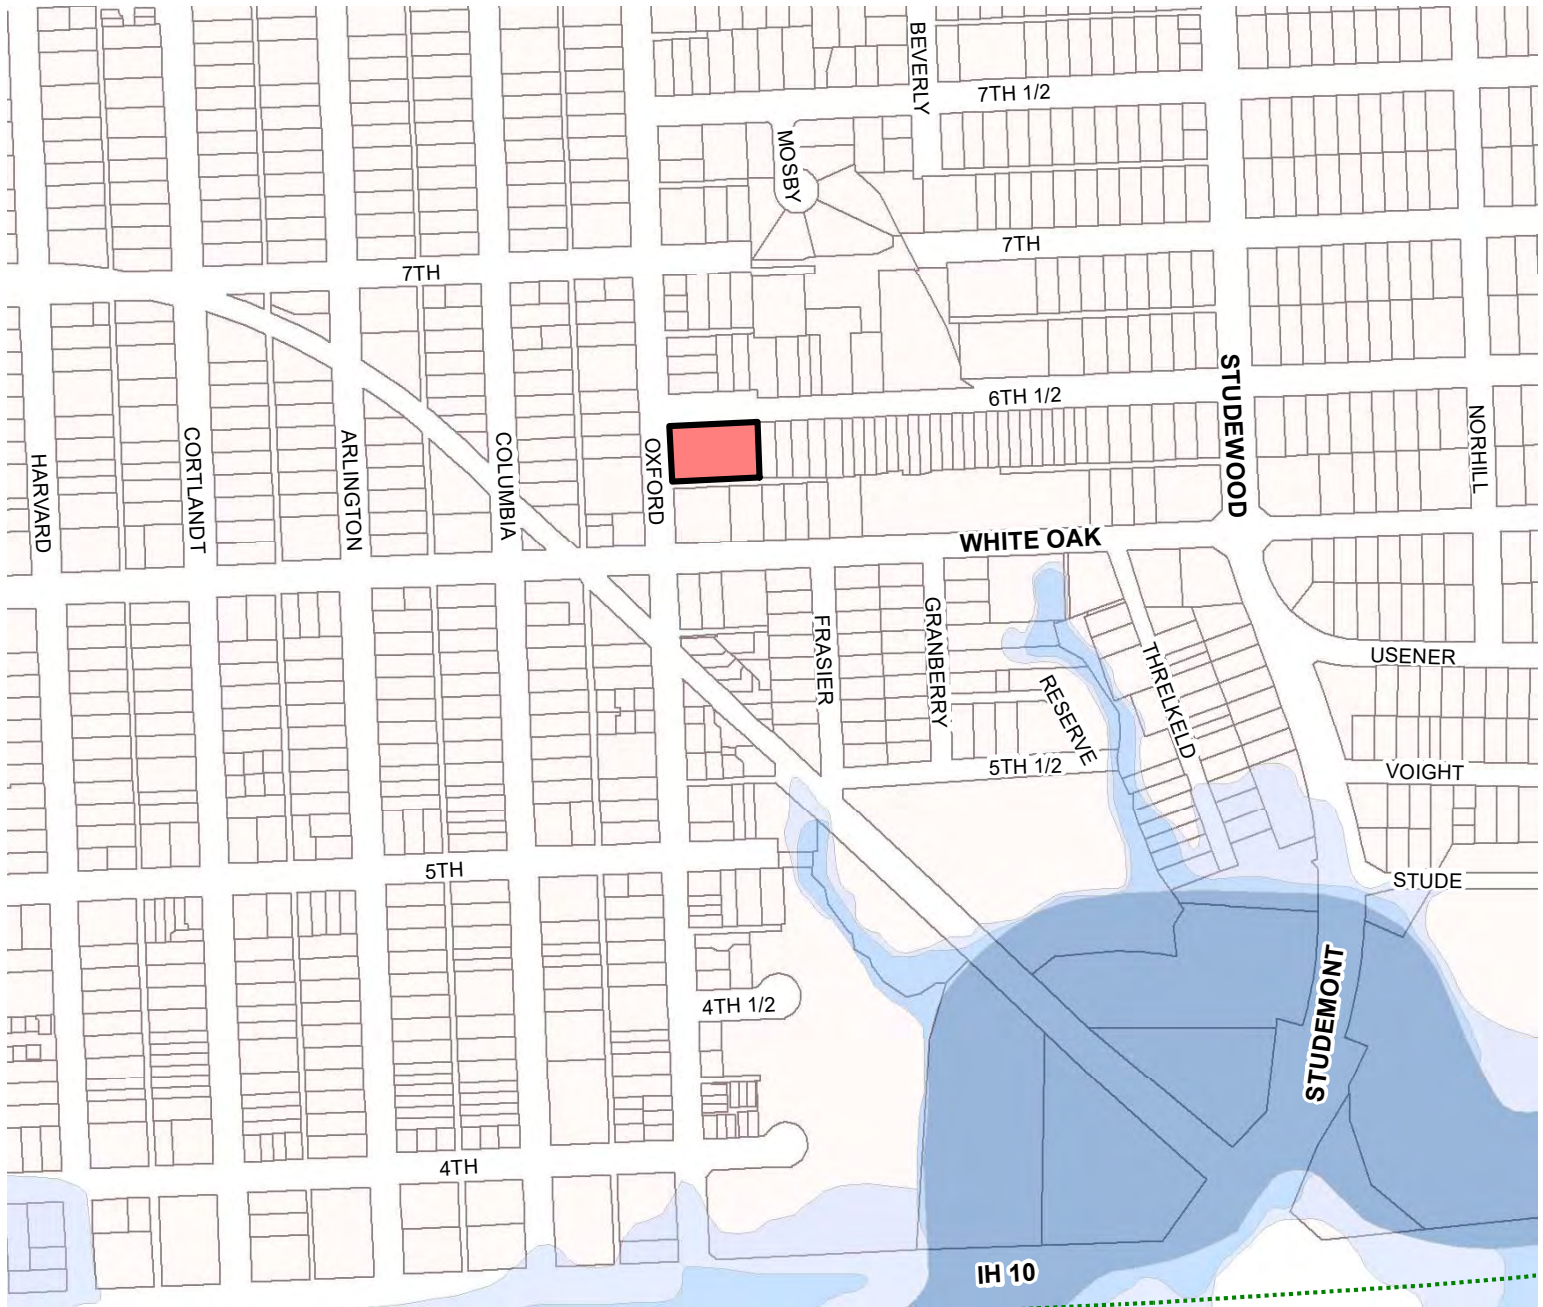 BEVERLY
7TH 1/2
MOSBY
7TH
7TH
STUDEWOOD
6TH 1/2
NORHILL
CORTLANDT
ARLINGTON
COLUMBIA
OXFORD
HARVARD
WHITE OAK
FRASIER
GRANBERRY
THRELKELD
USENER
RESERVE
5TH 1/2
VOIGHT
5TH
STUDE
STUDEMONT
4TH 1/2
4TH
IH 10